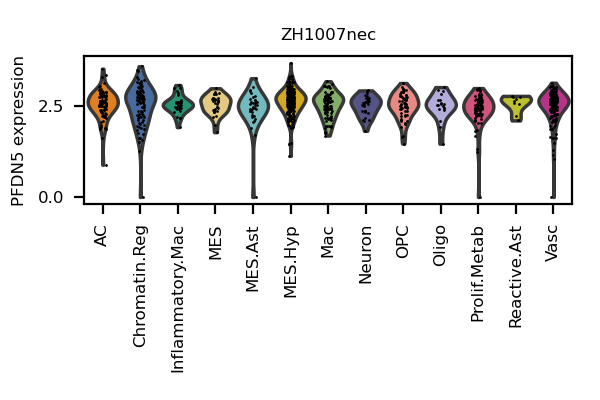 ZH1007nec
PFDN5 expression
2.5
0.0
AC
Chromatin.Reg
Inflammatory.Mac
MES
MES.Ast
MES.Hyp
Mac
Neuron
OPC
Oligo
Prolif.Metab
Reactive.Ast
Vasc